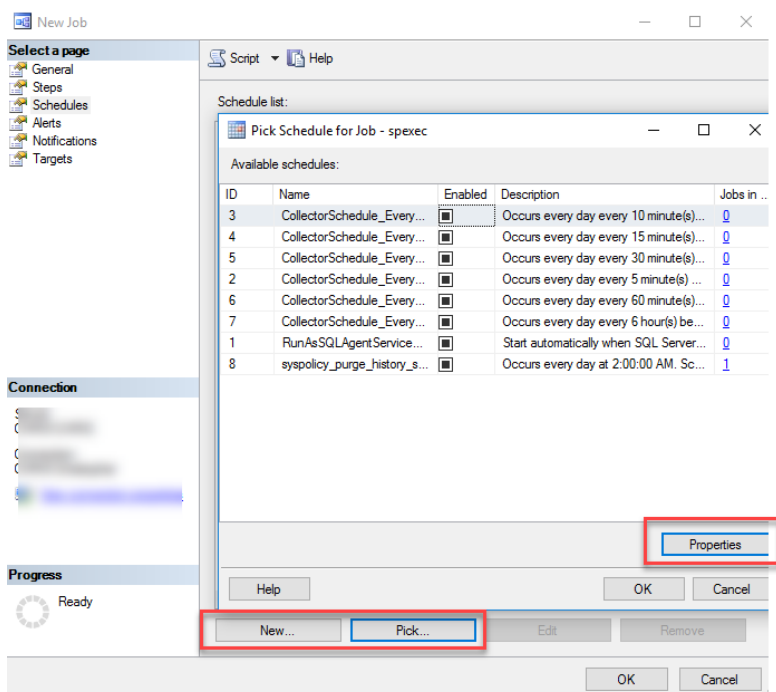 New Job
Select a page
General
Steps
Schedules
Alerts
Notifications
Targets
Script
Help
Schedule list:
Pick Schedule for Job - spexec
Available schedules:
ID Name Enabled Description Jobs in ...
3 CollectorSchedule_Every... Occurs every day every 10 minute(s)... 0
4 CollectorSchedule_Every... Occurs every day every 15 minute(s)... 0
5 CollectorSchedule_Every... Occurs every day every 30 minute(s)... 0
2 CollectorSchedule_Every... Occurs every day every 5 minute(s) ... 0
6 CollectorSchedule_Every... Occurs every day every 60 minute(s)... 0
7 CollectorSchedule_Every... Occurs every day every 6 hour(s) be... 0
1 RunAsSQLAgentService... Start automatically when SQL Server... 0
8 syspolicy_purge_history_s... Occurs every day at 2:00:00 AM. Sc... 1
Connection
Properties
Progress
Ready
Help OK Cancel
New... Pick... Edit Remove
OK Cancel